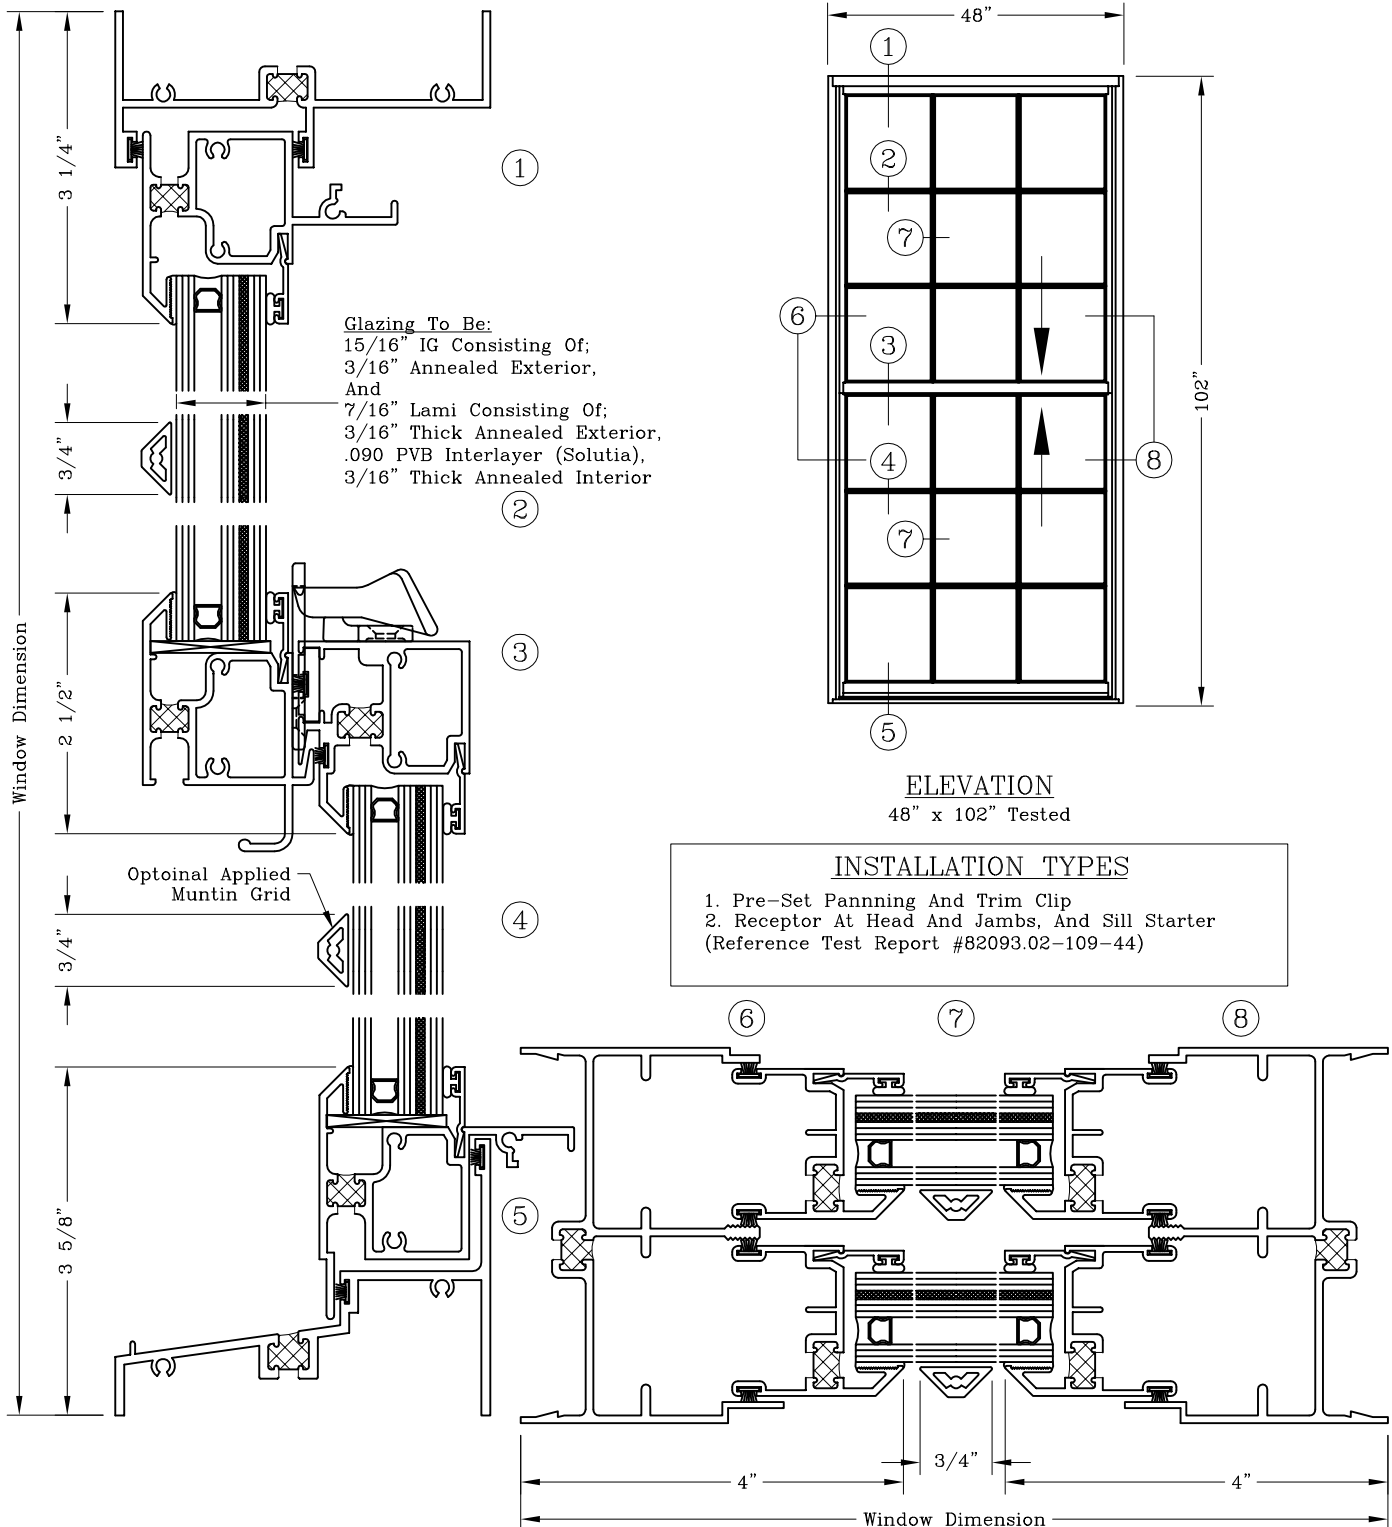 48”
1
2
7
6
3
8
4
7
5
102”
3 1/4”
1
Glazing To Be:
15/16” IG Consisting Of;
3/16” Annealed Exterior,
And
7/16” Lami Consisting Of;
3/16” Thick Annealed Exterior,
.090 PVB Interlayer (Solutia),
3/16” Thick Annealed Interior
3/4”
2
Window Dimension
2 1/2”
3
ELEVATION
48” x 102” Tested
Optoinal Applied
Muntin Grid
3/4”
4
INSTALLATION TYPES
1. Pre-Set Pannning And Trim Clip
2. Receptor At Head And Jambs, And Sill Starter
(Reference Test Report #82093.02-109-44)
6
7
8
3 5/8”
5
4”
3/4”
4”
Window Dimension